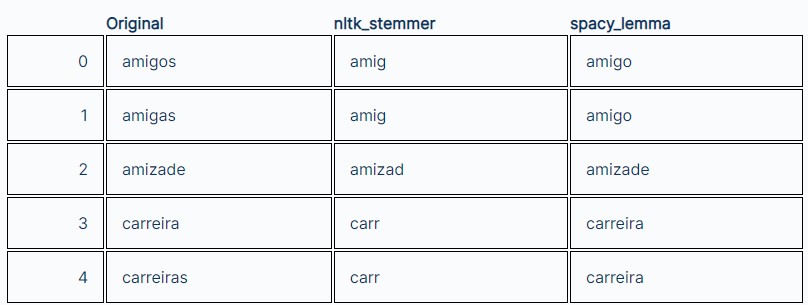 Original nltk_stemmer spacy_lemma
0 amigos amig amigo
1 amigas amig amigo
2 amizade amizad amizade
3 carreira carr carreira
4 carreiras carr carreira